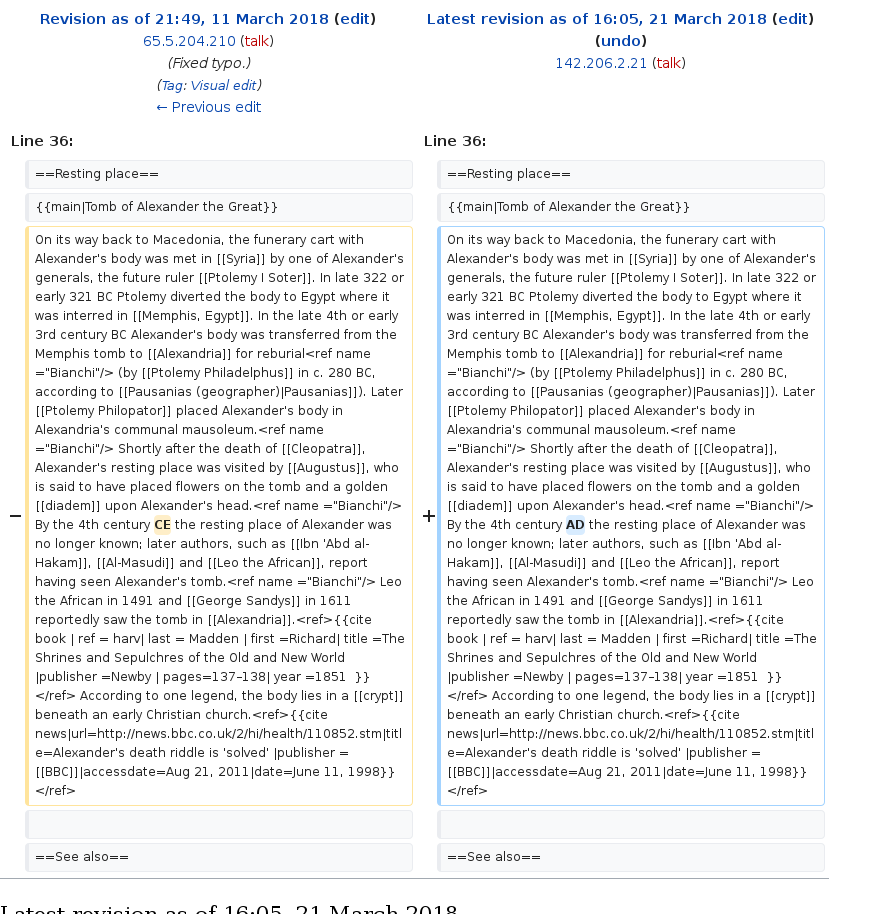 Revision as of 21:49, 11 March 2018 (edit)
65.5.204.210 (talk)
(Fixed typo.)
(Tag: Visual edit)
← Previous edit
Latest revision as of 16:05, 21 March 2018 (edit)
(undo)
142.206.2.21 (talk)
Line 36:
Line 36:
==Resting place==
==Resting place==
{{main|Tomb of Alexander the Great}}
{{main|Tomb of Alexander the Great}}
−
On its way back to Macedonia, the funerary cart with
Alexander's body was met in [[Syria]] by one of Alexander's
generals, the future ruler [[Ptolemy I Soter]]. In late 322 or
early 321 BC Ptolemy diverted the body to Egypt where it
was interred in [[Memphis, Egypt]]. In the late 4th or early
3rd century BC Alexander's body was transferred from the
Memphis tomb to [[Alexandria]] for reburial<ref name
="Bianchi"/> (by [[Ptolemy Philadelphus]] in c. 280 BC,
according to [[Pausanias (geographer)|Pausanias]]). Later
[[Ptolemy Philopator]] placed Alexander's body in
Alexandria's communal mausoleum.<ref name
="Bianchi"/> Shortly after the death of [[Cleopatra]],
Alexander's resting place was visited by [[Augustus]], who
is said to have placed flowers on the tomb and a golden
[[diadem]] upon Alexander's head.<ref name ="Bianchi"/>
By the 4th century CE the resting place of Alexander was
no longer known; later authors, such as [[Ibn 'Abd al-
Hakam]], [[Al-Masudi]] and [[Leo the African]], report
having seen Alexander's tomb.<ref name ="Bianchi"/> Leo
the African in 1491 and [[George Sandys]] in 1611
reportedly saw the tomb in [[Alexandria]].<ref>{{cite
book | ref = harv| last = Madden | first =Richard| title =The
Shrines and Sepulchres of the Old and New World
|publisher =Newby | pages=137–138| year =1851  }}
</ref> According to one legend, the body lies in a [[crypt]]
beneath an early Christian church.<ref>{{cite
news|url=http://news.bbc.co.uk/2/hi/health/110852.stm|titl
e=Alexander's death riddle is 'solved' |publisher =
[[BBC]]|accessdate=Aug 21, 2011|date=June 11, 1998}}
</ref>
+
On its way back to Macedonia, the funerary cart with
Alexander's body was met in [[Syria]] by one of Alexander's
generals, the future ruler [[Ptolemy I Soter]]. In late 322 or
early 321 BC Ptolemy diverted the body to Egypt where it
was interred in [[Memphis, Egypt]]. In the late 4th or early
3rd century BC Alexander's body was transferred from the
Memphis tomb to [[Alexandria]] for reburial<ref name
="Bianchi"/> (by [[Ptolemy Philadelphus]] in c. 280 BC,
according to [[Pausanias (geographer)|Pausanias]]). Later
[[Ptolemy Philopator]] placed Alexander's body in
Alexandria's communal mausoleum.<ref name
="Bianchi"/> Shortly after the death of [[Cleopatra]],
Alexander's resting place was visited by [[Augustus]], who
is said to have placed flowers on the tomb and a golden
[[diadem]] upon Alexander's head.<ref name ="Bianchi"/>
By the 4th century AD the resting place of Alexander was
no longer known; later authors, such as [[Ibn 'Abd al-
Hakam]], [[Al-Masudi]] and [[Leo the African]], report
having seen Alexander's tomb.<ref name ="Bianchi"/> Leo
the African in 1491 and [[George Sandys]] in 1611
reportedly saw the tomb in [[Alexandria]].<ref>{{cite
book | ref = harv| last = Madden | first =Richard| title =The
Shrines and Sepulchres of the Old and New World
|publisher =Newby | pages=137–138| year =1851  }}
</ref> According to one legend, the body lies in a [[crypt]]
beneath an early Christian church.<ref>{{cite
news|url=http://news.bbc.co.uk/2/hi/health/110852.stm|titl
e=Alexander's death riddle is 'solved' |publisher =
[[BBC]]|accessdate=Aug 21, 2011|date=June 11, 1998}}
</ref>
==See also==
==See also==
Latest revision as of 16:05, 21 March 2018